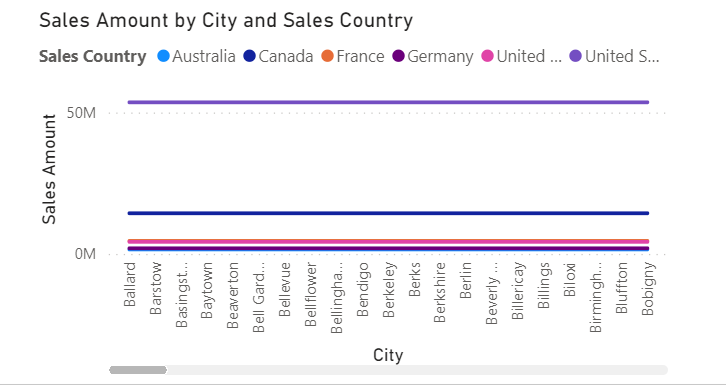 Sales Amount by City and Sales Country
Sales Country Australia Canada France Germany United ... United S...
50M
0M
Sales Amount
Ballard
Barstow
Basingst...
Baytown
Beaverton
Bell Gard...
Bellevue
Bellflower
Bellingha...
Bendigo
Berkeley
Berks
Berkshire
Berlin
Beverly ...
Billericay
Billings
Biloxi
Birmingh...
Bluffton
Bobigny
City